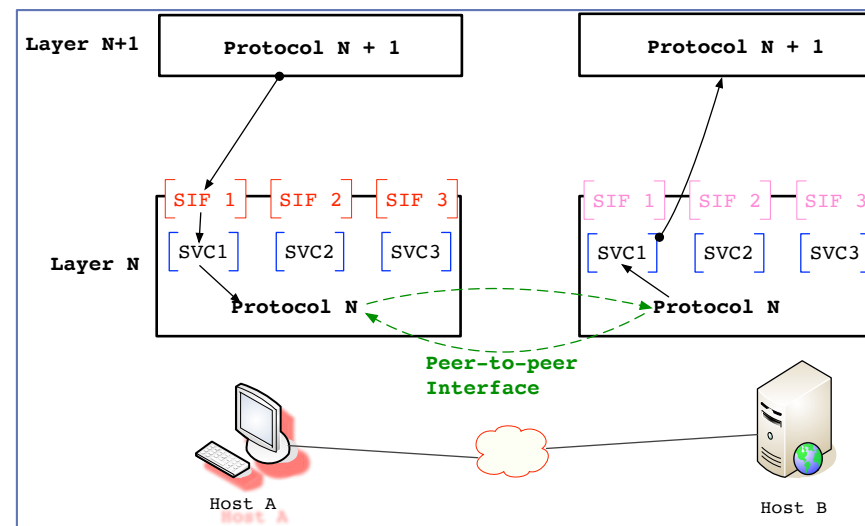 Layer N+1
Protocol N + 1
Protocol N + 1
SIF 1
SIF 2
SIF 3
SIF 1
SIF 2
SIF 3
Layer N
SVC1
SVC2
SVC3
SVC1
SVC2
SVC3
Protocol N
Protocol N
Peer-to-peer
Interface
Host A
Host A
Host B